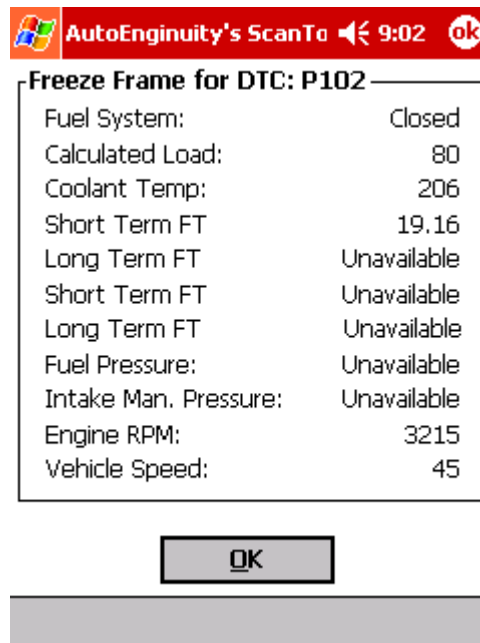 AutoEnginuity's ScanTo 9:02 ok
Freeze Frame for DTC: P102
Fuel System: Closed
Calculated Load: 80
Coolant Temp: 206
Short Term FT 19.16
Long Term FT Unavailable
Short Term FT Unavailable
Long Term FT Unavailable
Fuel Pressure: Unavailable
Intake Man. Pressure: Unavailable
Engine RPM: 3215
Vehicle Speed: 45
OK